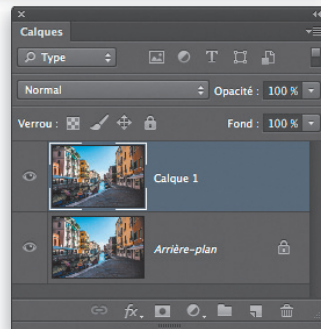 Calques
Type
Normal Opacité : 100 %
Verrou : Fond : 100 %
Calque 1
Arrière-plan
fx